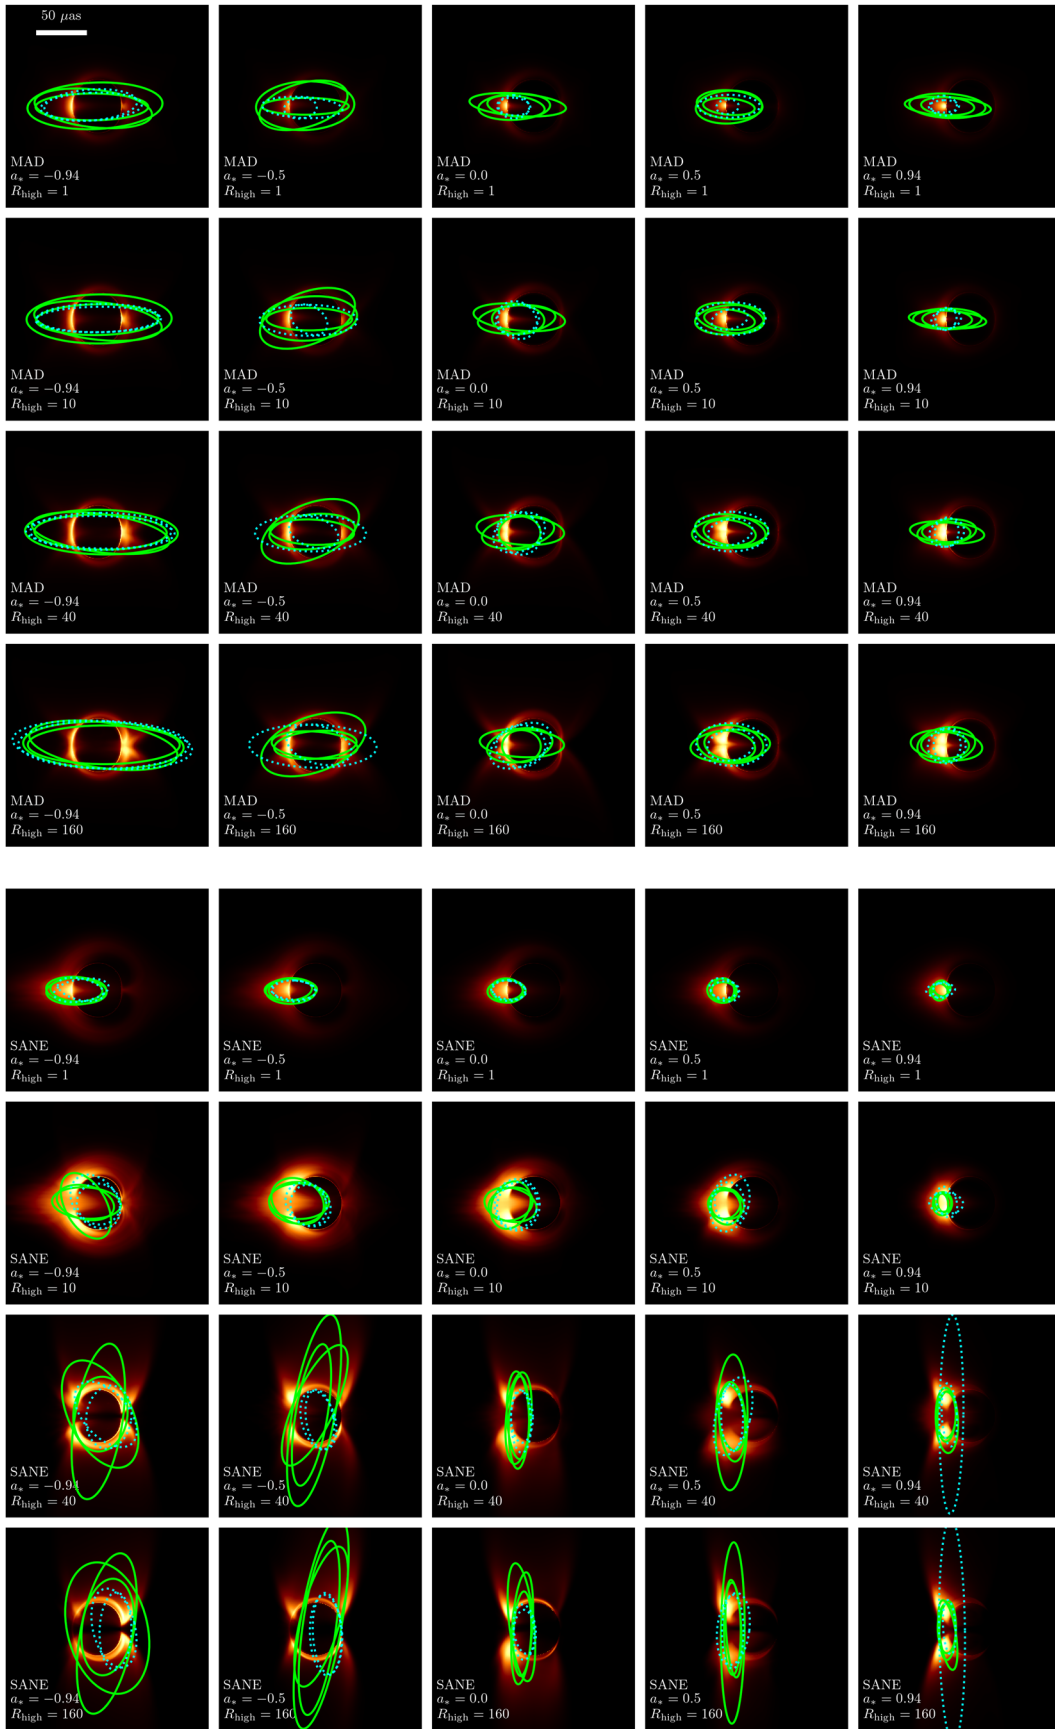 50 μas
MAD
a* = −0.94
R_high = 1
MAD
a* = −0.5
R_high = 1
MAD
a* = 0.0
R_high = 1
MAD
a* = 0.5
R_high = 1
MAD
a* = 0.94
R_high = 1
MAD
a* = −0.94
R_high = 10
MAD
a* = −0.5
R_high = 10
MAD
a* = 0.0
R_high = 10
MAD
a* = 0.5
R_high = 10
MAD
a* = 0.94
R_high = 10
MAD
a* = −0.94
R_high = 40
MAD
a* = −0.5
R_high = 40
MAD
a* = 0.0
R_high = 40
MAD
a* = 0.5
R_high = 40
MAD
a* = 0.94
R_high = 40
MAD
a* = −0.94
R_high = 160
MAD
a* = −0.5
R_high = 160
MAD
a* = 0.0
R_high = 160
MAD
a* = 0.5
R_high = 160
MAD
a* = 0.94
R_high = 160
SANE
a* = −0.94
R_high = 1
SANE
a* = −0.5
R_high = 1
SANE
a* = 0.0
R_high = 1
SANE
a* = 0.5
R_high = 1
SANE
a* = 0.94
R_high = 1
SANE
a* = −0.94
R_high = 10
SANE
a* = −0.5
R_high = 10
SANE
a* = 0.0
R_high = 10
SANE
a* = 0.5
R_high = 10
SANE
a* = 0.94
R_high = 10
SANE
a* = −0.94
R_high = 40
SANE
a* = −0.5
R_high = 40
SANE
a* = 0.0
R_high = 40
SANE
a* = 0.5
R_high = 40
SANE
a* = 0.94
R_high = 40
SANE
a* = −0.94
R_high = 160
SANE
a* = −0.5
R_high = 160
SANE
a* = 0.0
R_high = 160
SANE
a* = 0.5
R_high = 160
SANE
a* = 0.94
R_high = 160